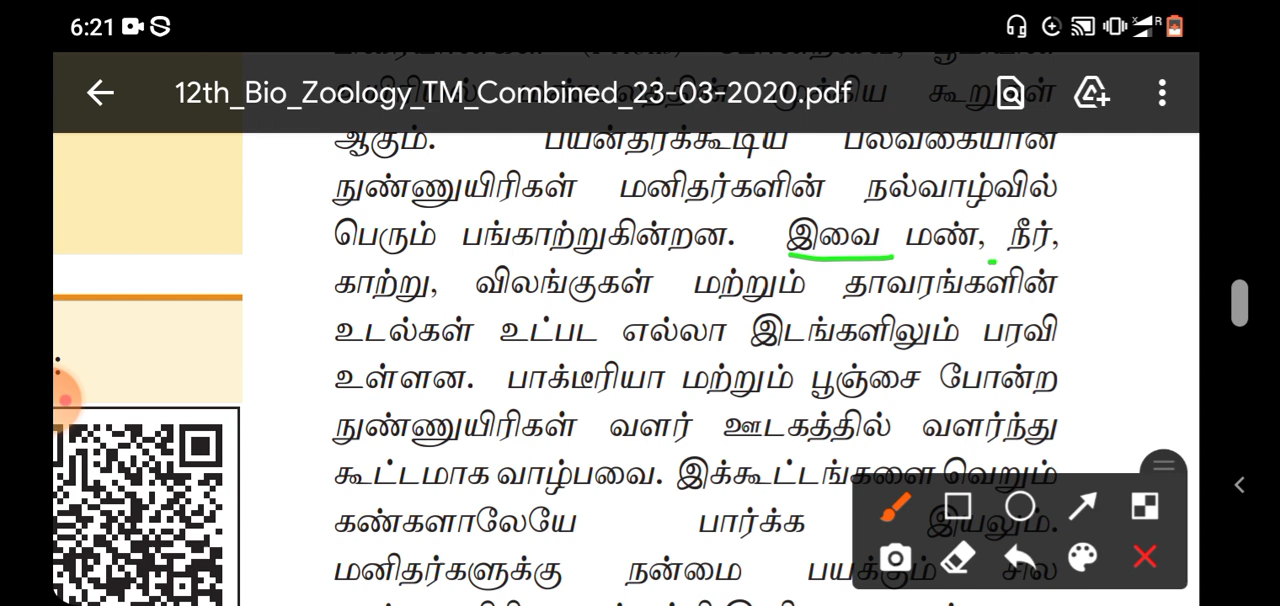 6:21
R
12th_Bio_Zoology_TM_Combined_23-03-2020.pdf
ஆகும். பயன்தரக்கூடிய பலவகையான
நுண்ணுயிரிகள் மனிதர்களின் நல்வாழ்வில்
பெரும் பங்காற்றுகின்றன. இவை மண், நீர்,
காற்று, விலங்குகள் மற்றும் தாவரங்களின்
உடல்கள் உட்பட எல்லா இடங்களிலும் பரவி
உள்ளன. பாக்டீரியா மற்றும் பூஞ்சை போன்ற
நுண்ணுயிரிகள் வளர் ஊடகத்தில் வளர்ந்து
கூட்டமாக வாழ்பவை. இக்கூட்டங்களை வெறும்
கண்களாலேயே பார்க்க இயலும்.
மனிதர்களுக்கு நன்மை பயக்கும் சில